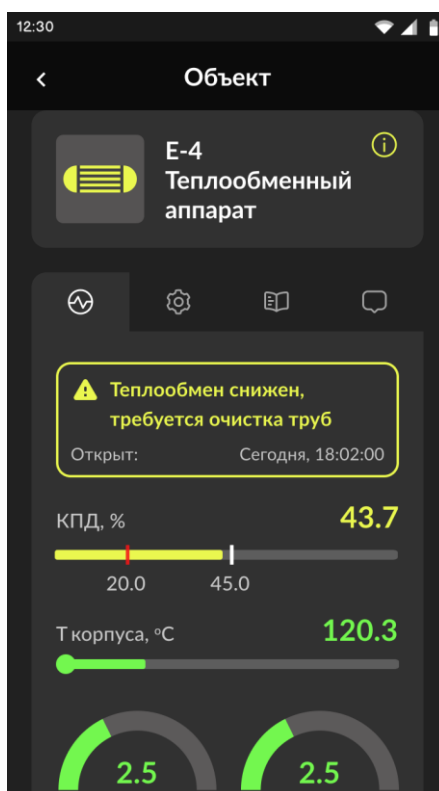 12:30
Объект
E-4
Теплообменный
аппарат
Теплообмен снижен,
требуется очистка труб
Открыт: Сегодня, 18:02:00
КПД, % 43.7
20.0 45.0
Т корпуса, °C 120.3
2.5 2.5